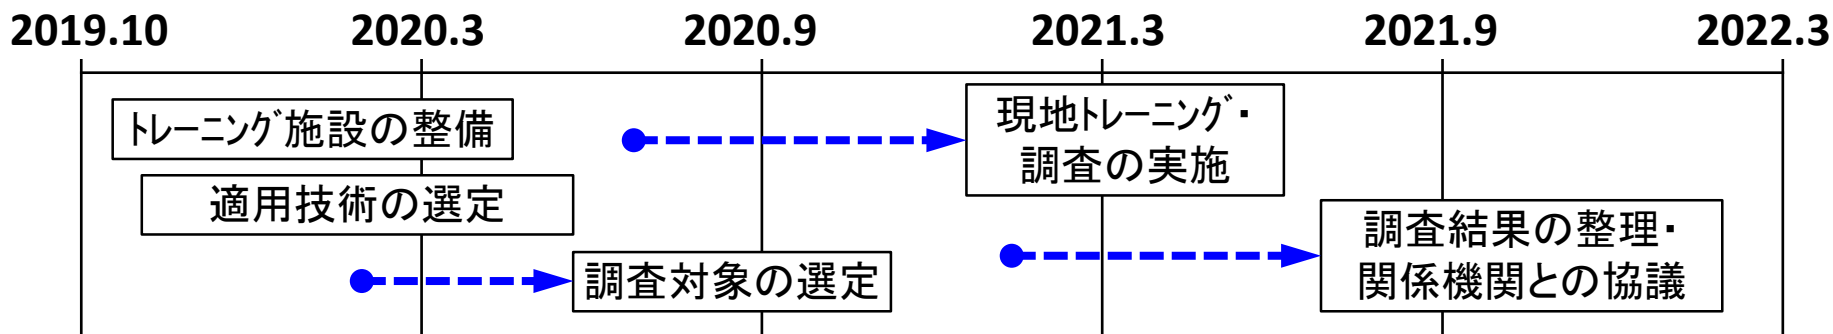 2019.10
2020.3
2020.9
2021.3
2021.9
2022.3
ﾄﾚｰﾆﾝｸﾞ施設の整備
適用技術の選定
調査対象の選定
現地ﾄﾚｰﾆﾝｸﾞ・
調査の実施
調査結果の整理・
関係機関との協議